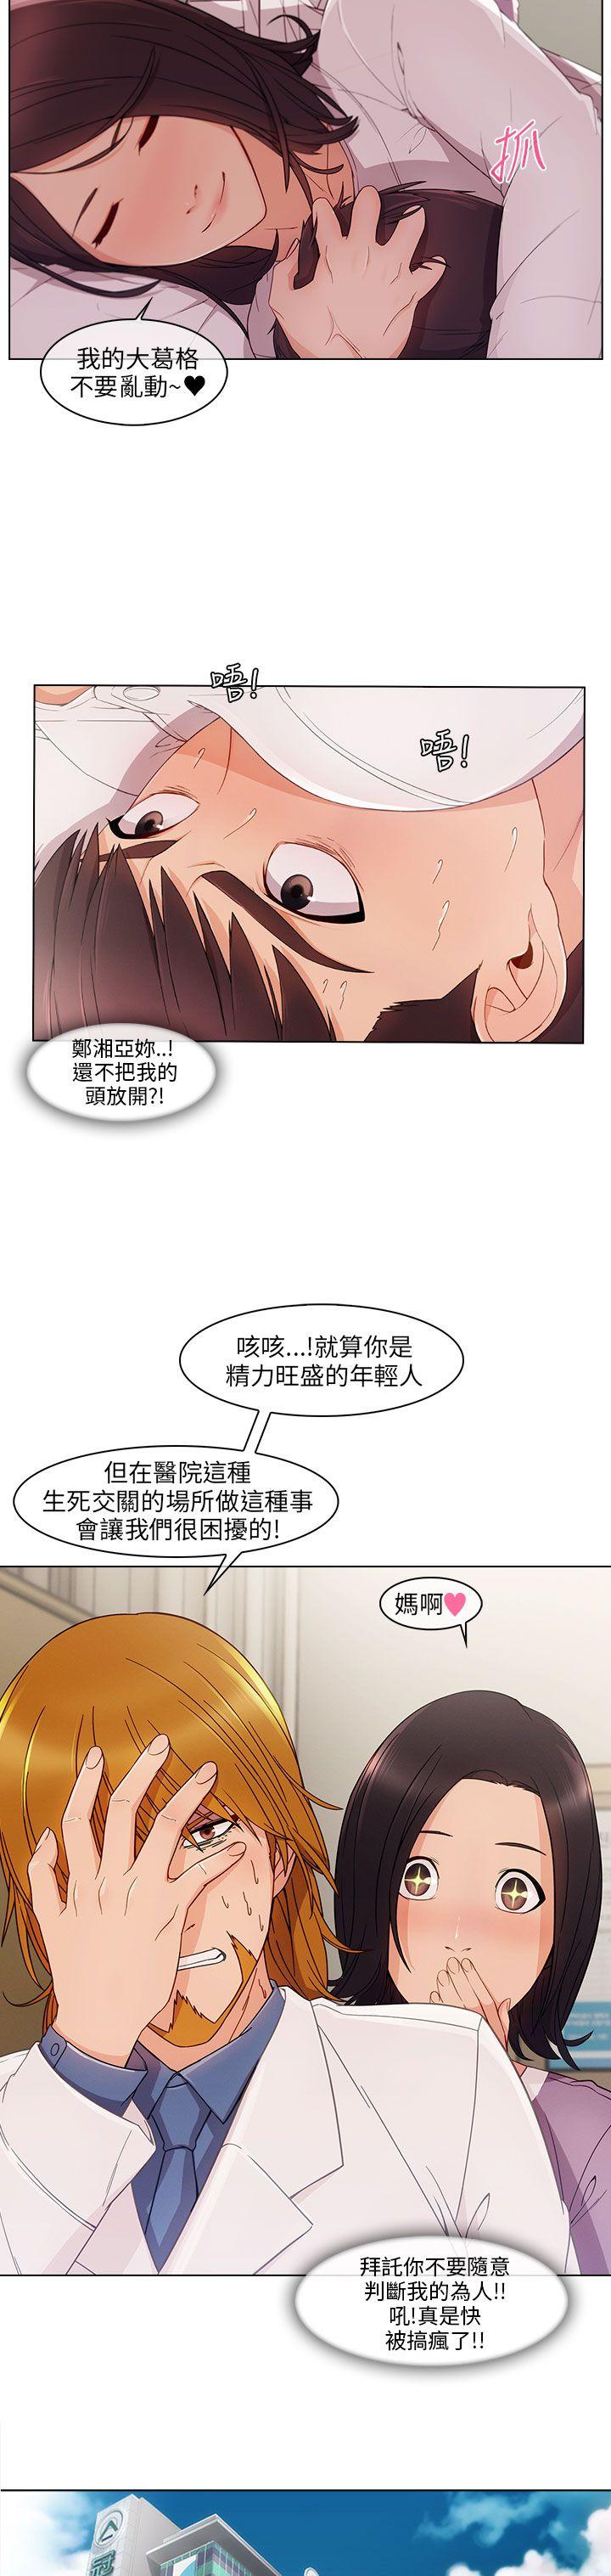 抓
我的大葛格
不要亂動~♥
唔!
唔!
鄭湘亞妳..!
還不把我的
頭放開?!
咳咳...!就算你是
精力旺盛的年輕人
但在醫院這種
生死交關的場所做這種事
會讓我們很困擾的!
媽啊♥
拜託你不要隨意
判斷我的為人!!
吼!真是快
被搞瘋了!!
冠